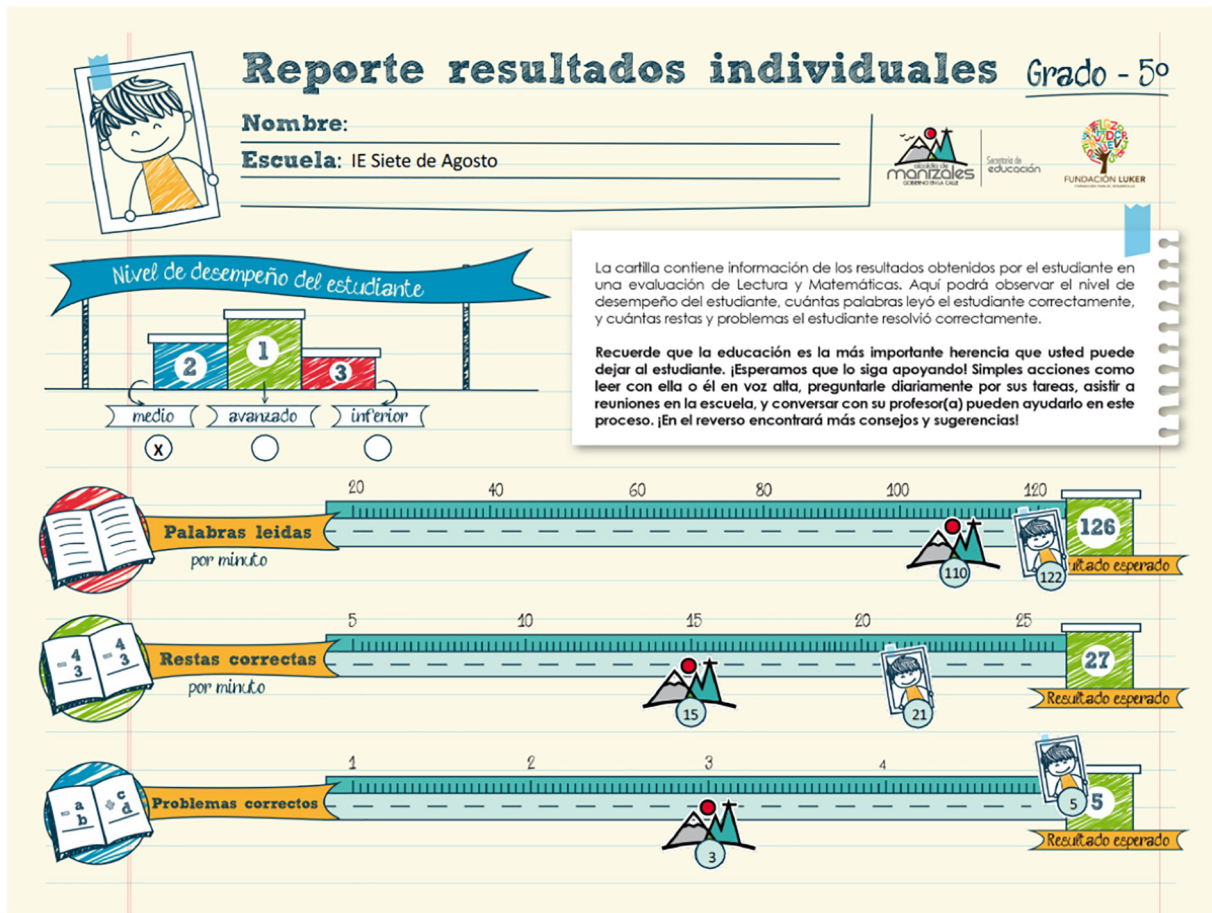 Reporte resultados individuales
Grado - 5º
Nombre:
Escuela: IE Siete de Agosto
alcaldía de
manizales
GOBIERNO EN LA CALLE
Secretaría de
educación
FUNDACIÓN LUKER
Nivel de desempeño del estudiante
2
1
3
medio
avanzado
inferior
X
La cartilla contiene información de los resultados obtenidos por el estudiante en
una evaluación de Lectura y Matemáticas. Aquí podrá observar el nivel de
desempeño del estudiante, cuántas palabras leyó el estudiante correctamente,
y cuántas restas y problemas el estudiante resolvió correctamente.
Recuerde que la educación es la más importante herencia que usted puede
dejar al estudiante. ¡Esperamos que lo siga apoyando! Simples acciones como
leer con ella o él en voz alta, preguntarle diariamente por sus tareas, asistir a
reuniones en la escuela, y conversar con su profesor(a) pueden ayudarlo en este
proceso. ¡En el reverso encontrará más consejos y sugerencias!
20 40 60 80 100 120
Palabras leidas
por minuto
110
122
126
ultado esperado
5 10 15 20 25
- 4 3
- 4 3
Restas correctas
por minuto
15
21
27
Resultado esperado
1 2 3 4
- a b
÷ c d
Problemas correctos
3
5
5
Resultado esperado